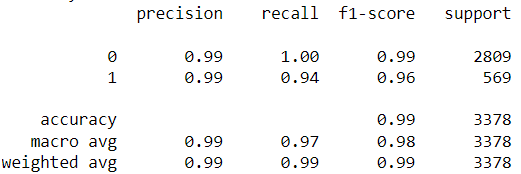 precision recall f1-score support
0 0.99 1.00 0.99 2809
1 0.99 0.94 0.96 569
accuracy 0.99 3378
macro avg 0.99 0.97 0.98 3378
weighted avg 0.99 0.99 0.99 3378